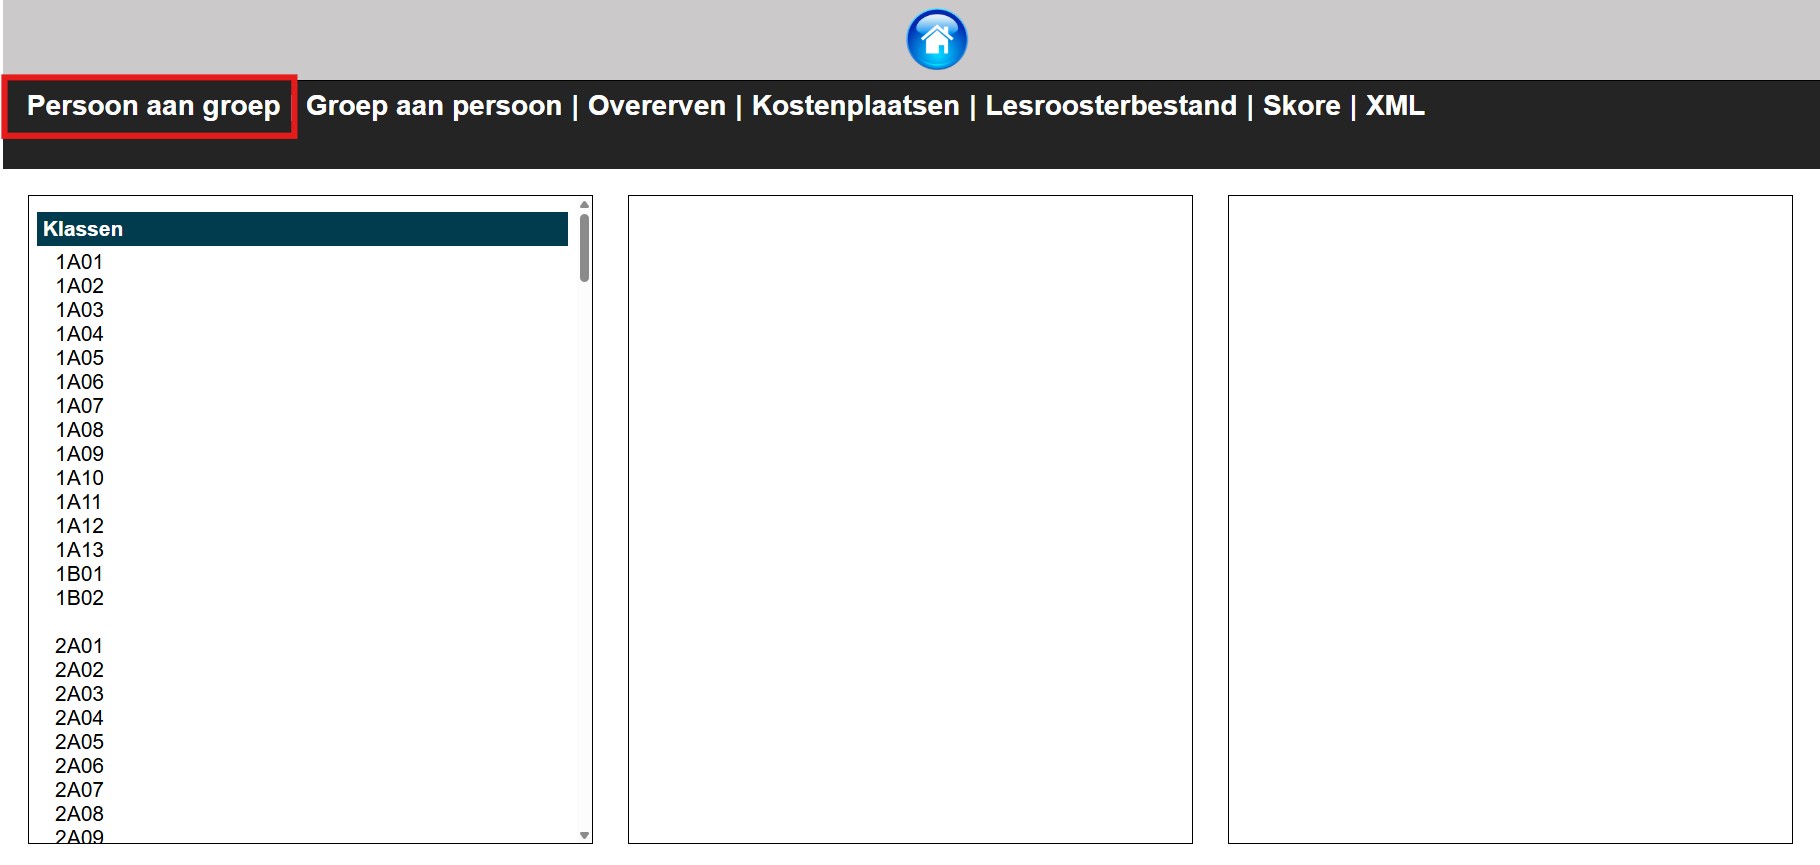 Persoon aan groep | Groep aan persoon | Overerven | Kostenplaatsen | Lesroosterbestand | Skore | XML
Klassen
1A01
1A02
1A03
1A04
1A05
1A06
1A07
1A08
1A09
1A10
1A11
1A12
1A13
1B01
1B02
2A01
2A02
2A03
2A04
2A05
2A06
2A07
2A08
2A09